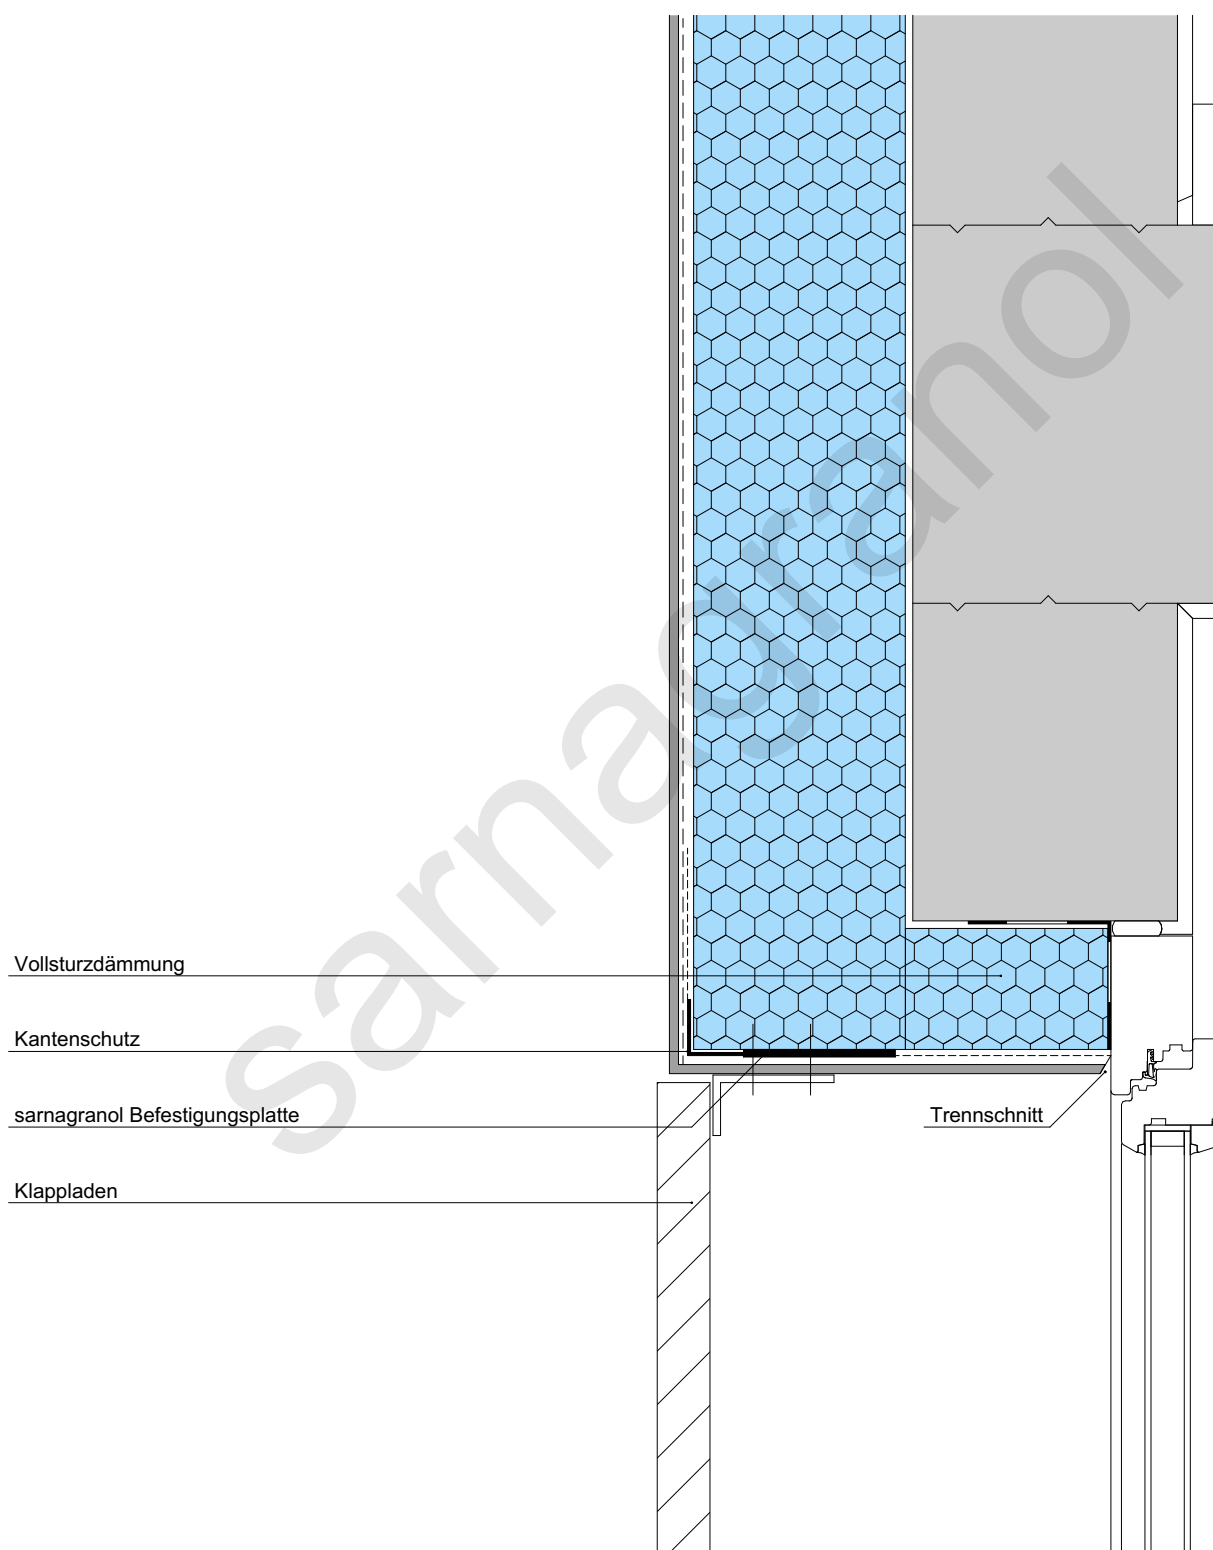 sarnagranol
Vollsturzdämmung
Kantenschutz
sarnagranol Befestigungsplatte
Trennschnitt
Klappladen